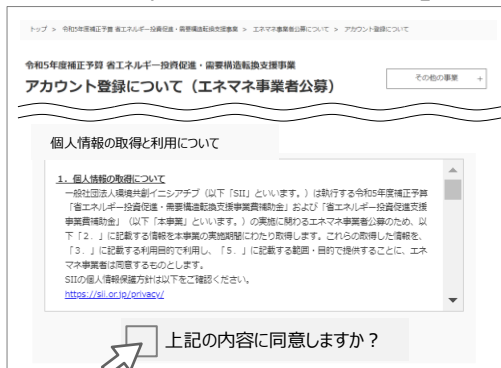 トップ > 令和5年度補正予算 省エネルギー投資促進・需要構造転換支援事業 > エネマネ事業者公募について > アカウント登録について
令和5年度補正予算 省エネルギー投資促進・需要構造転換支援事業
アカウント登録について（エネマネ事業者公募）
その他の事業 +
個人情報の取得と利用について
1．個人情報の取得について
一般社団法人環境共創イニシアチブ（以下「SII」といいます。）は執行する令和5年度補正予算
「省エネルギー投資促進・需要構造転換支援事業費補助金」および「省エネルギー投資促進支援
事業費補助金」（以下「本事業」といいます。）の実施に関わるエネマネ事業者公募のため、以
下「2．」に記載する情報を本事業の実施期間にわたり取得します。これらの取得した情報を、
「3．」に記載する利用目的で利用し、「5．」に記載する範囲・目的で提供することに、エネ
マネ事業者は同意するものとします。
SIIの個人情報保護方針は以下をご確認ください。
https://sii.or.jp/privacy/
上記の内容に同意しますか？